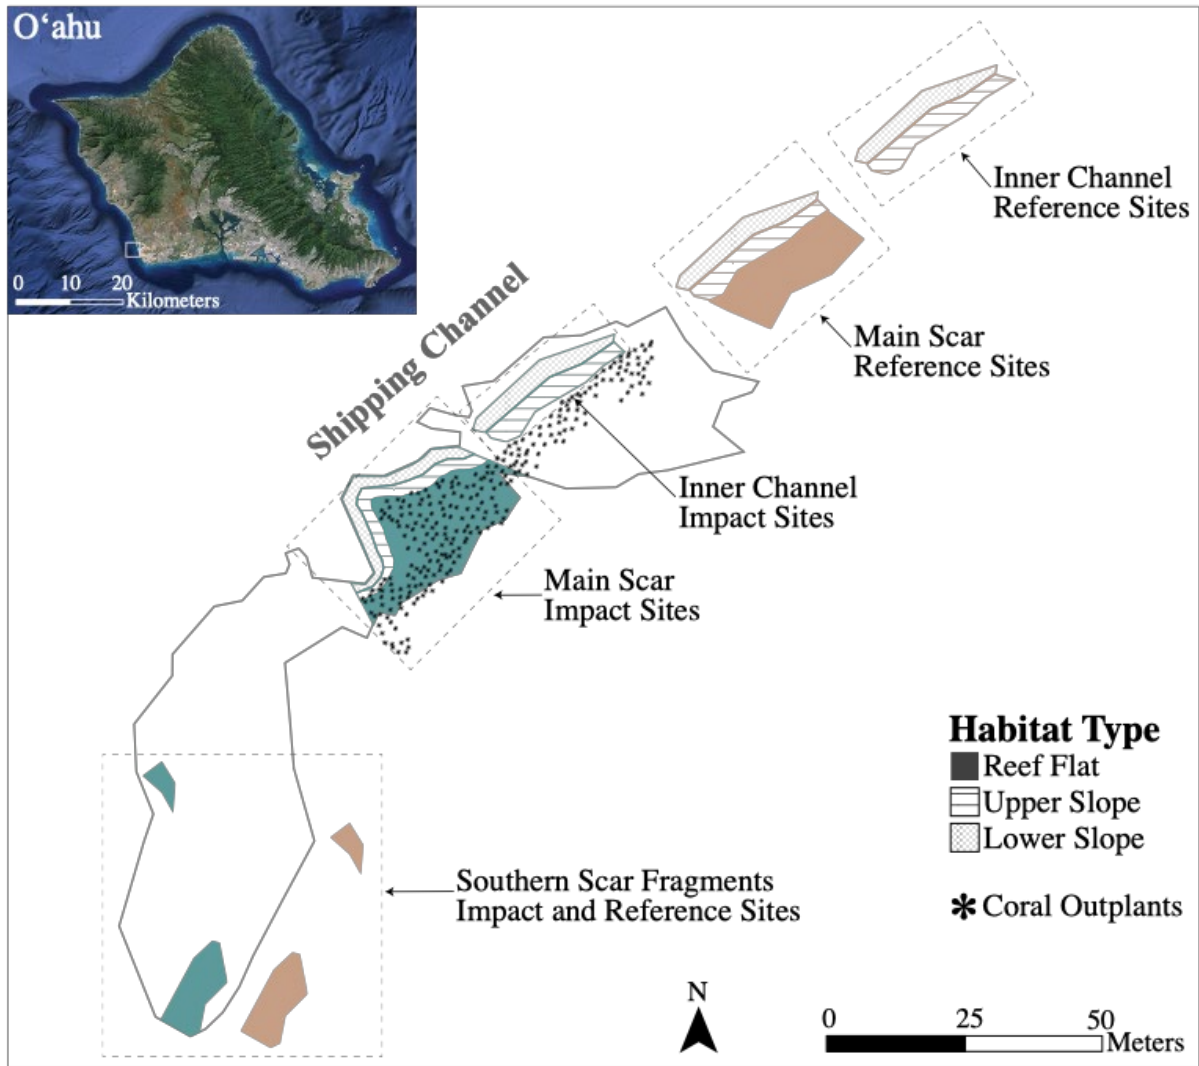 Oʻahu
0 10 20
Kilometers
Shipping Channel
Inner Channel
Reference Sites
Main Scar
Reference Sites
Inner Channel
Impact Sites
Main Scar
Impact Sites
Southern Scar Fragments
Impact and Reference Sites
Habitat Type
Reef Flat
Upper Slope
Lower Slope
Coral Outplants
N
0 25 50
Meters